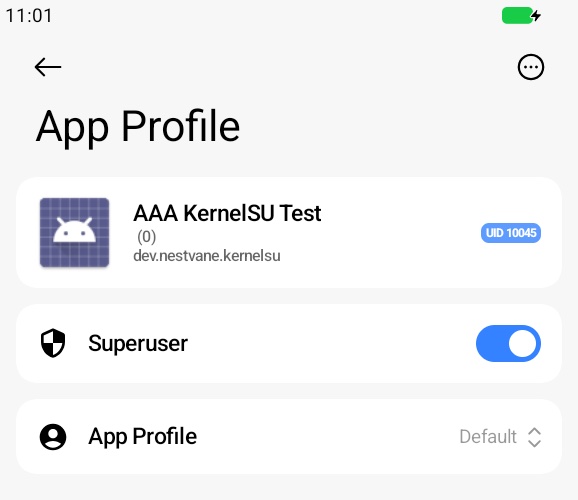 11:01
App Profile
AAA KernelSU Test
(0)
dev.nestvane.kernelsu
UID 10045
Superuser
App Profile
Default